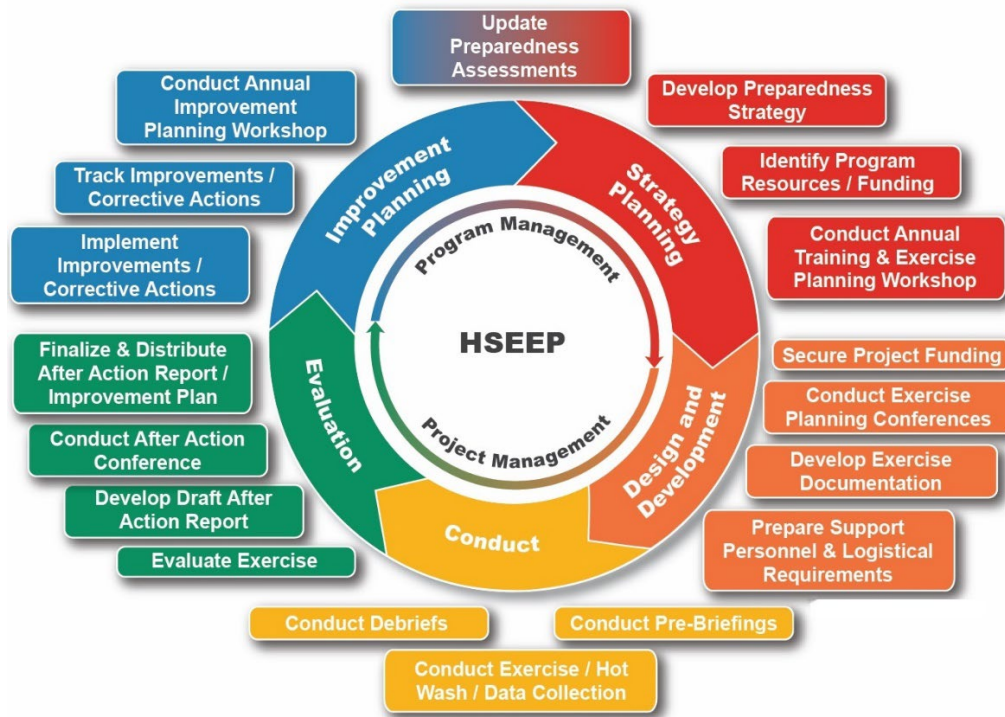 Update
Preparedness
Assessments
Develop Preparedness
Strategy
Identify Program
Resources / Funding
Conduct Annual
Training & Exercise
Planning Workshop
Secure Project Funding
Conduct Exercise
Planning Conferences
Develop Exercise
Documentation
Prepare Support
Personnel & Logistical
Requirements
Conduct Pre-Briefings
Conduct Exercise / Hot
Wash / Data Collection
Conduct Debriefs
Evaluate Exercise
Develop Draft After
Action Report
Conduct After Action
Conference
Finalize & Distribute
After Action Report /
Improvement Plan
Implement
Improvements /
Corrective Actions
Track Improvements /
Corrective Actions
Conduct Annual
Improvement
Planning Workshop
Strategy
Planning
Design and
Development
Conduct
Evaluation
Improvement
Planning
Program Management
HSEEP
Project Management